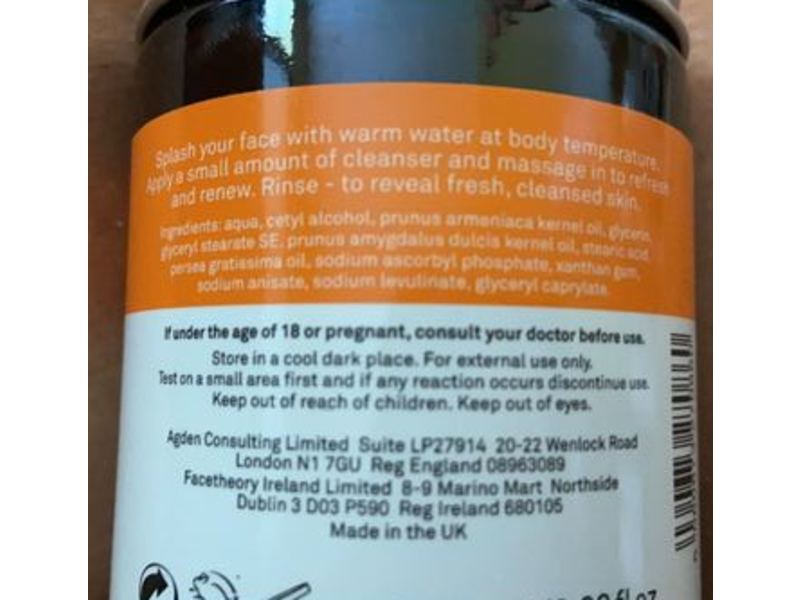 Splash your face with warm water at body temperature.
Apply a small amount of cleanser and massage in to refresh
and renew. Rinse - to reveal fresh, cleansed skin.
Ingredients: aqua, cetyl alcohol, prunus armeniaca kernel oil, glycerin,
glyceryl stearate SE, prunus amygdalus dulcis kernel oil, stearic acid,
persea gratissima oil, sodium ascorbyl phosphate, xanthan gum,
sodium anisate, sodium levulinate, glyceryl caprylate.
If under the age of 18 or pregnant, consult your doctor before use.
Store in a cool dark place. For external use only.
Test on a small area first and if any reaction occurs discontinue use.
Keep out of reach of children. Keep out of eyes.
Agden Consulting Limited Suite LP27914 20-22 Wenlock Road
London N1 7GU Reg England 08963089
Facetheory Ireland Limited 8-9 Marino Mart Northside
Dublin 3 D03 P590 Reg Ireland 680105
Made in the UK
fl oz